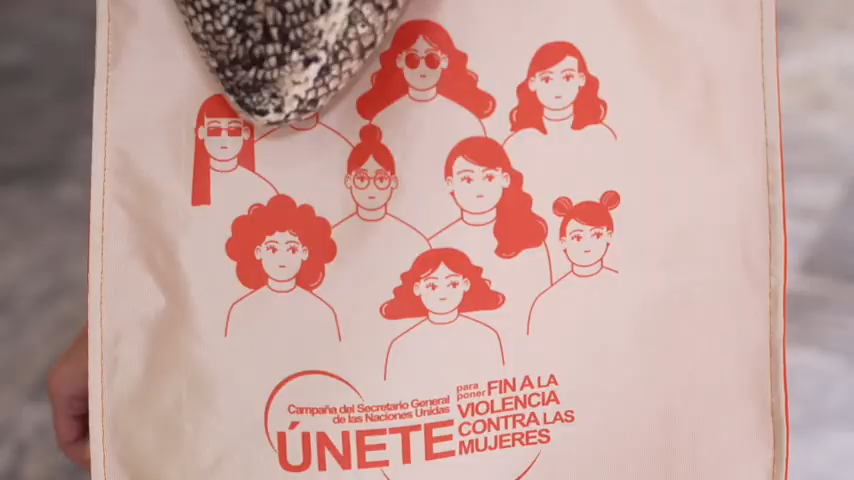 Campaña del Secretario General
de las Naciones Unidas
ÚNETE
para
poner
FIN A LA
VIOLENCIA
CONTRA LAS
MUJERES